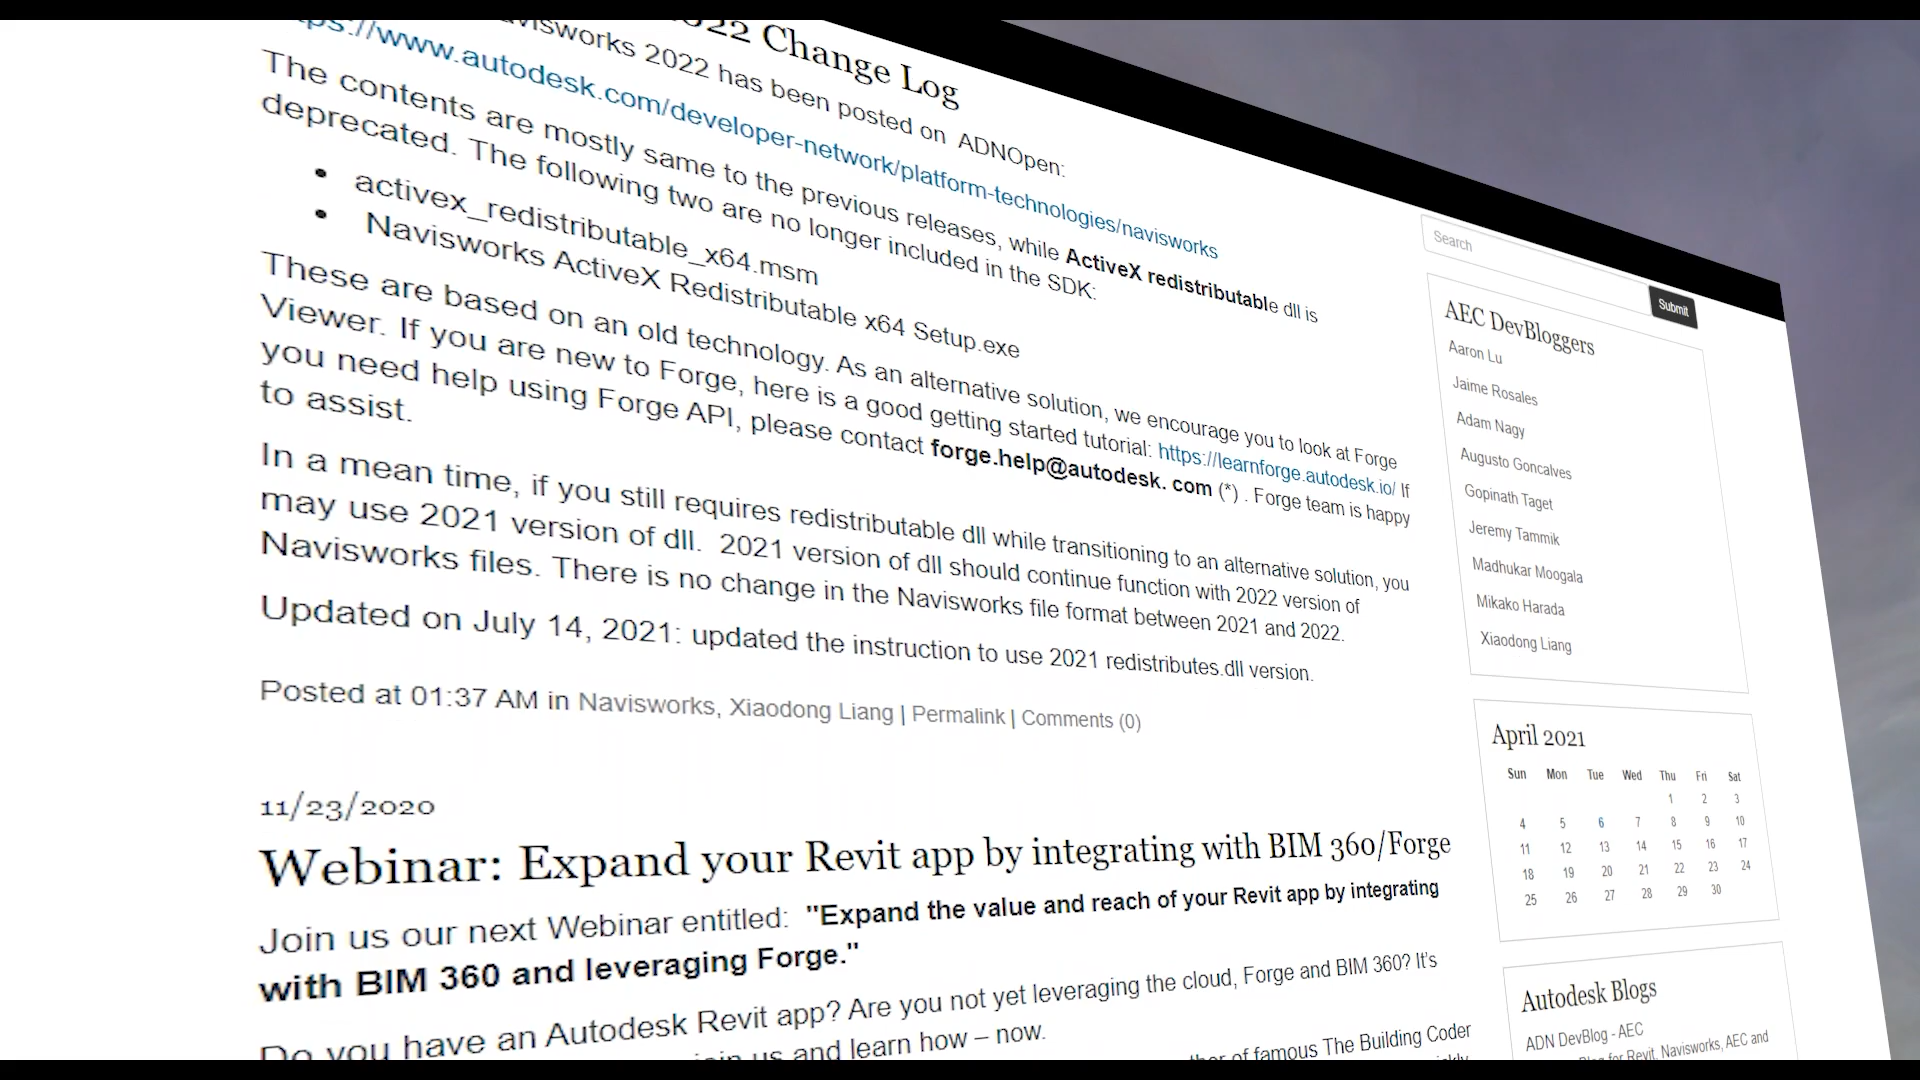 2022 Change Log
Navisworks 2022 has been posted on ADNOpen:
https://www.autodesk.com/developer-network/platform-technologies/navisworks
The contents are mostly same to the previous releases, while ActiveX redistributable dll is
deprecated. The following two are no longer included in the SDK:
• activex_redistributable_x64.msm
• Navisworks ActiveX Redistributable x64 Setup.exe
These are based on an old technology. As an alternative solution, we encourage you to look at Forge
Viewer. If you are new to Forge, here is a good getting started tutorial: https://learnforge.autodesk.io/ If
you need help using Forge API, please contact forge.help@autodesk. com (*) . Forge team is happy
to assist.
In a mean time, if you still requires redistributable dll while transitioning to an alternative solution, you
may use 2021 version of dll. 2021 version of dll should continue function with 2022 version of
Navisworks files. There is no change in the Navisworks file format between 2021 and 2022.
Updated on July 14, 2021: updated the instruction to use 2021 redistributes.dll version.
Posted at 01:37 AM in Navisworks, Xiaodong Liang | Permalink | Comments (0)
11/23/2020
Webinar: Expand your Revit app by integrating with BIM 360/Forge
Join us our next Webinar entitled: "Expand the value and reach of your Revit app by integrating
with BIM 360 and leveraging Forge."
Do you have an Autodesk Revit app? Are you not yet leveraging the cloud, Forge and BIM 360? It's
join us and learn how – now.
of famous The Building Coder
Search
Submit
AEC DevBloggers
Aaron Lu
Jaime Rosales
Adam Nagy
Augusto Goncalves
Gopinath Taget
Jeremy Tammik
Madhukar Moogala
Mikako Harada
Xiaodong Liang
April 2021
Sun Mon Tue Wed Thu Fri Sat
1 2 3
4 5 6 7 8 9 10
11 12 13 14 15 16 17
18 19 20 21 22 23 24
25 26 27 28 29 30
Autodesk Blogs
ADN DevBlog - AEC
Blog for Revit, Navisworks, AEC and